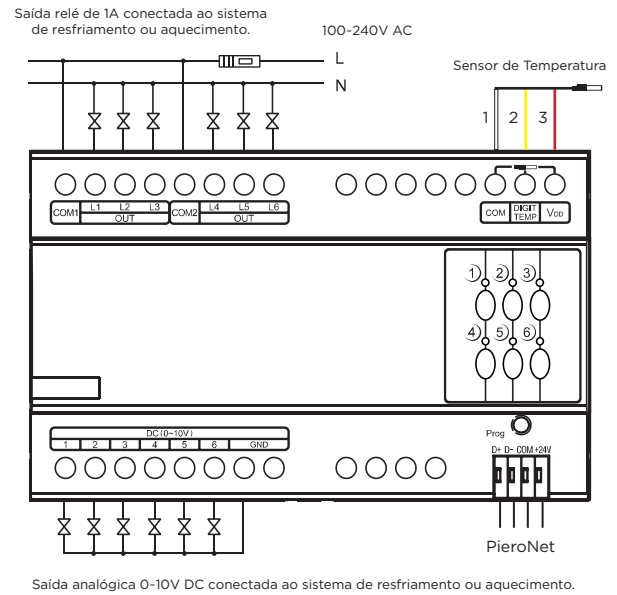 Saída relé de 1A conectada ao sistema
de resfriamento ou aquecimento.
100~240V AC
L
N
Sensor de Temperatura
1 2 3
COM1 L1 L2 L3 COM2 L4 L5 L6
OUT OUT
COM DIGIT TEMP VDD
1 2 3
4 5 6
DC (0~10V)
1 2 3 4 5 6 GND
Prog
D+ D- COM +24V
PieroNet
Saída analógica 0~10V DC conectada ao sistema de resfriamento ou aquecimento.